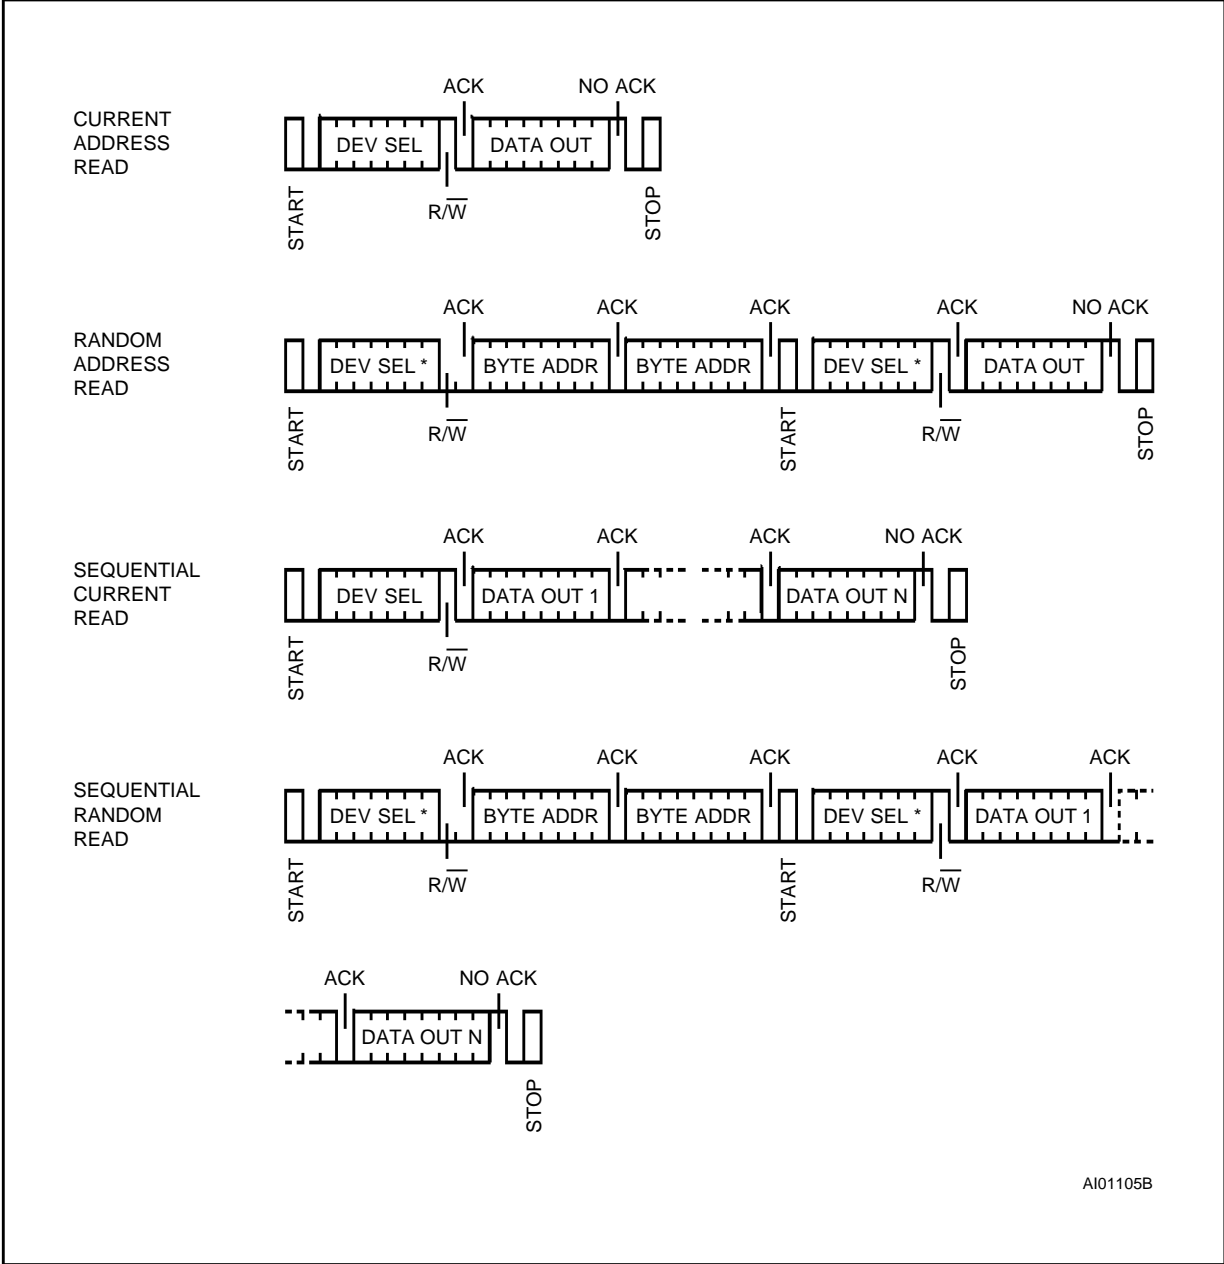 ACK NO ACK
CURRENT
ADDRESS
READ
DEV SEL DATA OUT
START R/W̅ STOP
ACK ACK ACK ACK NO ACK
RANDOM
ADDRESS
READ
DEV SEL * BYTE ADDR BYTE ADDR DEV SEL * DATA OUT
START R/W̅ START R/W̅ STOP
ACK ACK ACK NO ACK
SEQUENTIAL
CURRENT
READ
DEV SEL DATA OUT 1 DATA OUT N
START R/W̅ STOP
ACK ACK ACK ACK ACK
SEQUENTIAL
RANDOM
READ
DEV SEL * BYTE ADDR BYTE ADDR DEV SEL * DATA OUT 1
START R/W̅ START R/W̅
ACK NO ACK
DATA OUT N
STOP
AI01105B